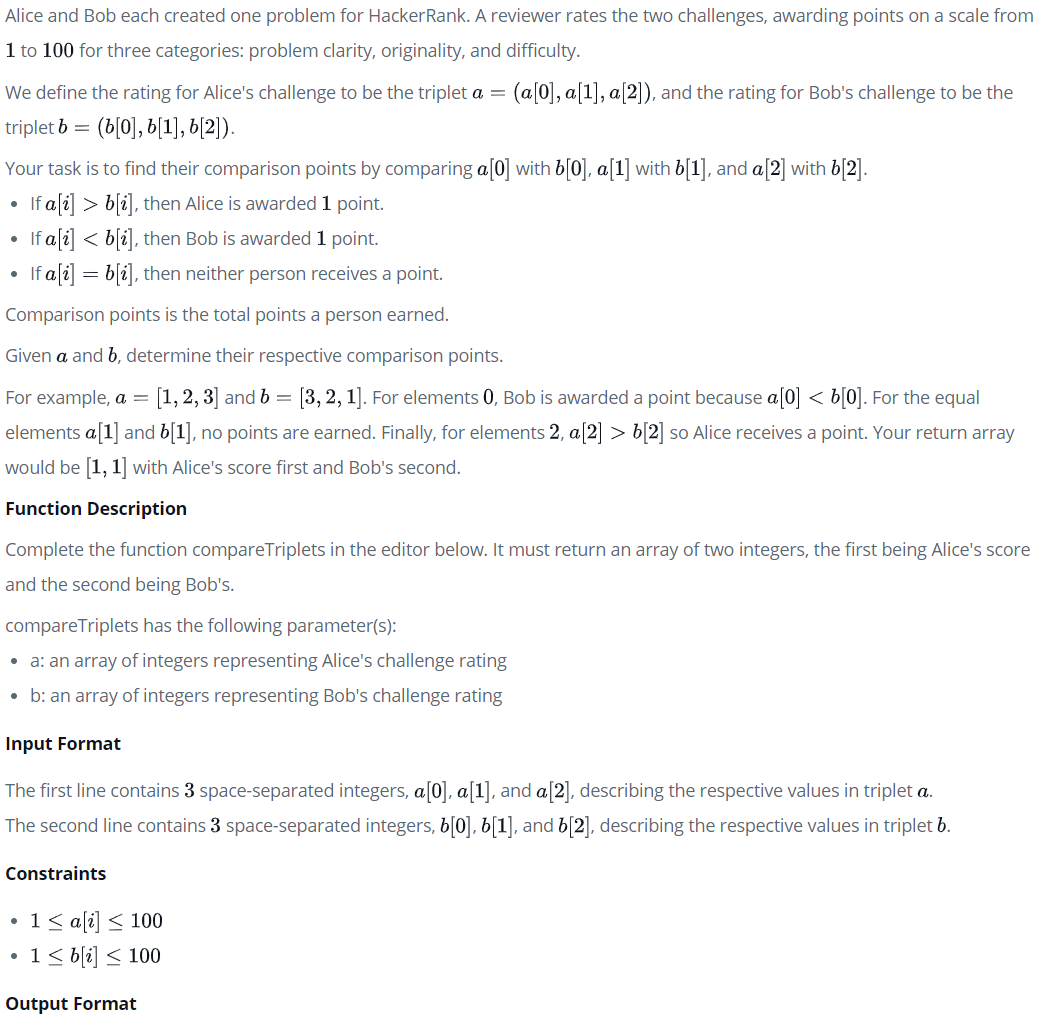 Alice and Bob each created one problem for HackerRank. A reviewer rates the two challenges, awarding points on a scale from
1 to 100 for three categories: problem clarity, originality, and difficulty.
We define the rating for Alice's challenge to be the triplet a = (a[0], a[1], a[2]), and the rating for Bob's challenge to be the
triplet b = (b[0], b[1], b[2]).
Your task is to find their comparison points by comparing a[0] with b[0], a[1] with b[1], and a[2] with b[2].
• If a[i] > b[i], then Alice is awarded 1 point.
• If a[i] < b[i], then Bob is awarded 1 point.
• If a[i] = b[i], then neither person receives a point.
Comparison points is the total points a person earned.
Given a and b, determine their respective comparison points.
For example, a = [1, 2, 3] and b = [3, 2, 1]. For elements 0, Bob is awarded a point because a[0] < b[0]. For the equal
elements a[1] and b[1], no points are earned. Finally, for elements 2, a[2] > b[2] so Alice receives a point. Your return array
would be [1, 1] with Alice's score first and Bob's second.
Function Description
Complete the function compareTriplets in the editor below. It must return an array of two integers, the first being Alice's score
and the second being Bob's.
compareTriplets has the following parameter(s):
• a: an array of integers representing Alice's challenge rating
• b: an array of integers representing Bob's challenge rating
Input Format
The first line contains 3 space-separated integers, a[0], a[1], and a[2], describing the respective values in triplet a.
The second line contains 3 space-separated integers, b[0], b[1], and b[2], describing the respective values in triplet b.
Constraints
• 1 ≤ a[i] ≤ 100
• 1 ≤ b[i] ≤ 100
Output Format